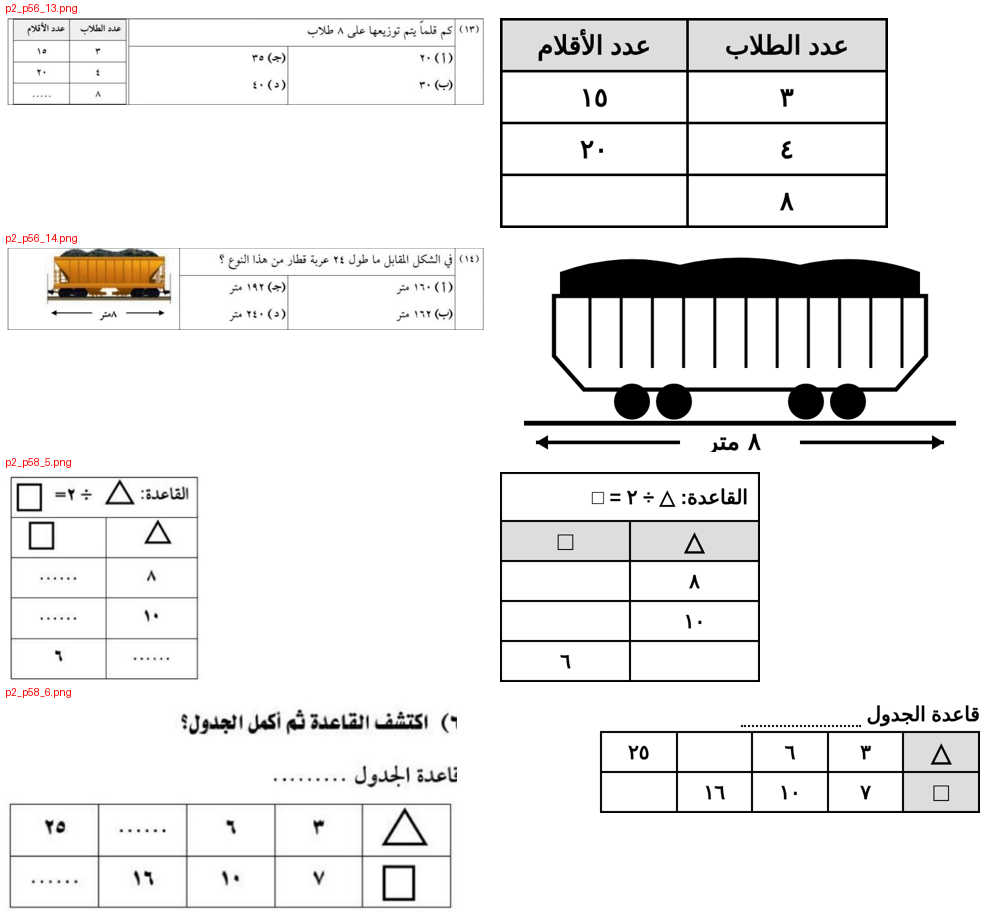 p2_p56_13.png
(١٣) كم قلماً يتم توزيعها على ٨ طلاب
(أ) ٢٠ (جـ) ٣٥
(ب) ٣٠ (د) ٤٠
عدد الطلاب عدد الأقلام
٣ ١٥
٤ ٢٠
٨ .....
عدد الطلاب عدد الأقلام
٣ ١٥
٤ ٢٠
٨
p2_p56_14.png
(١٤) في الشكل المقابل ما طول ٢٤ عربة قطار من هذا النوع ؟
(أ) ١٦٠ متر (جـ) ١٩٢ متر
(ب) ١٦٢ متر (د) ٢٤٠ متر
٨متر
٨ متر
p2_p58_5.png
القاعدة: △ ÷ ٢= □
△ □
٨ ......
١٠ ......
...... ٦
القاعدة: △ ÷ ٢ = □
△ □
٨
١٠
٦
p2_p58_6.png
٦) اكتشف القاعدة ثم أكمل الجدول؟
قاعدة الجدول .........
△ ٣ ٦ ...... ٢٥
□ ٧ ١٠ ١٦ ......
قاعدة الجدول ....................
△ ٣ ٦ ٢٥
□ ٧ ١٠ ١٦